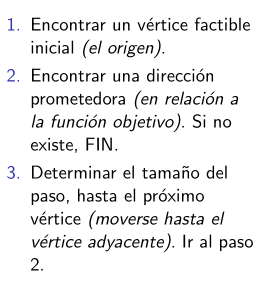 1. Encontrar un vértice factible
inicial (el origen).
2. Encontrar una dirección
prometedora (en relación a
la función objetivo). Si no
existe, FIN.
3. Determinar el tamaño del
paso, hasta el próximo
vértice (moverse hasta el
vértice adyacente). Ir al paso
2.